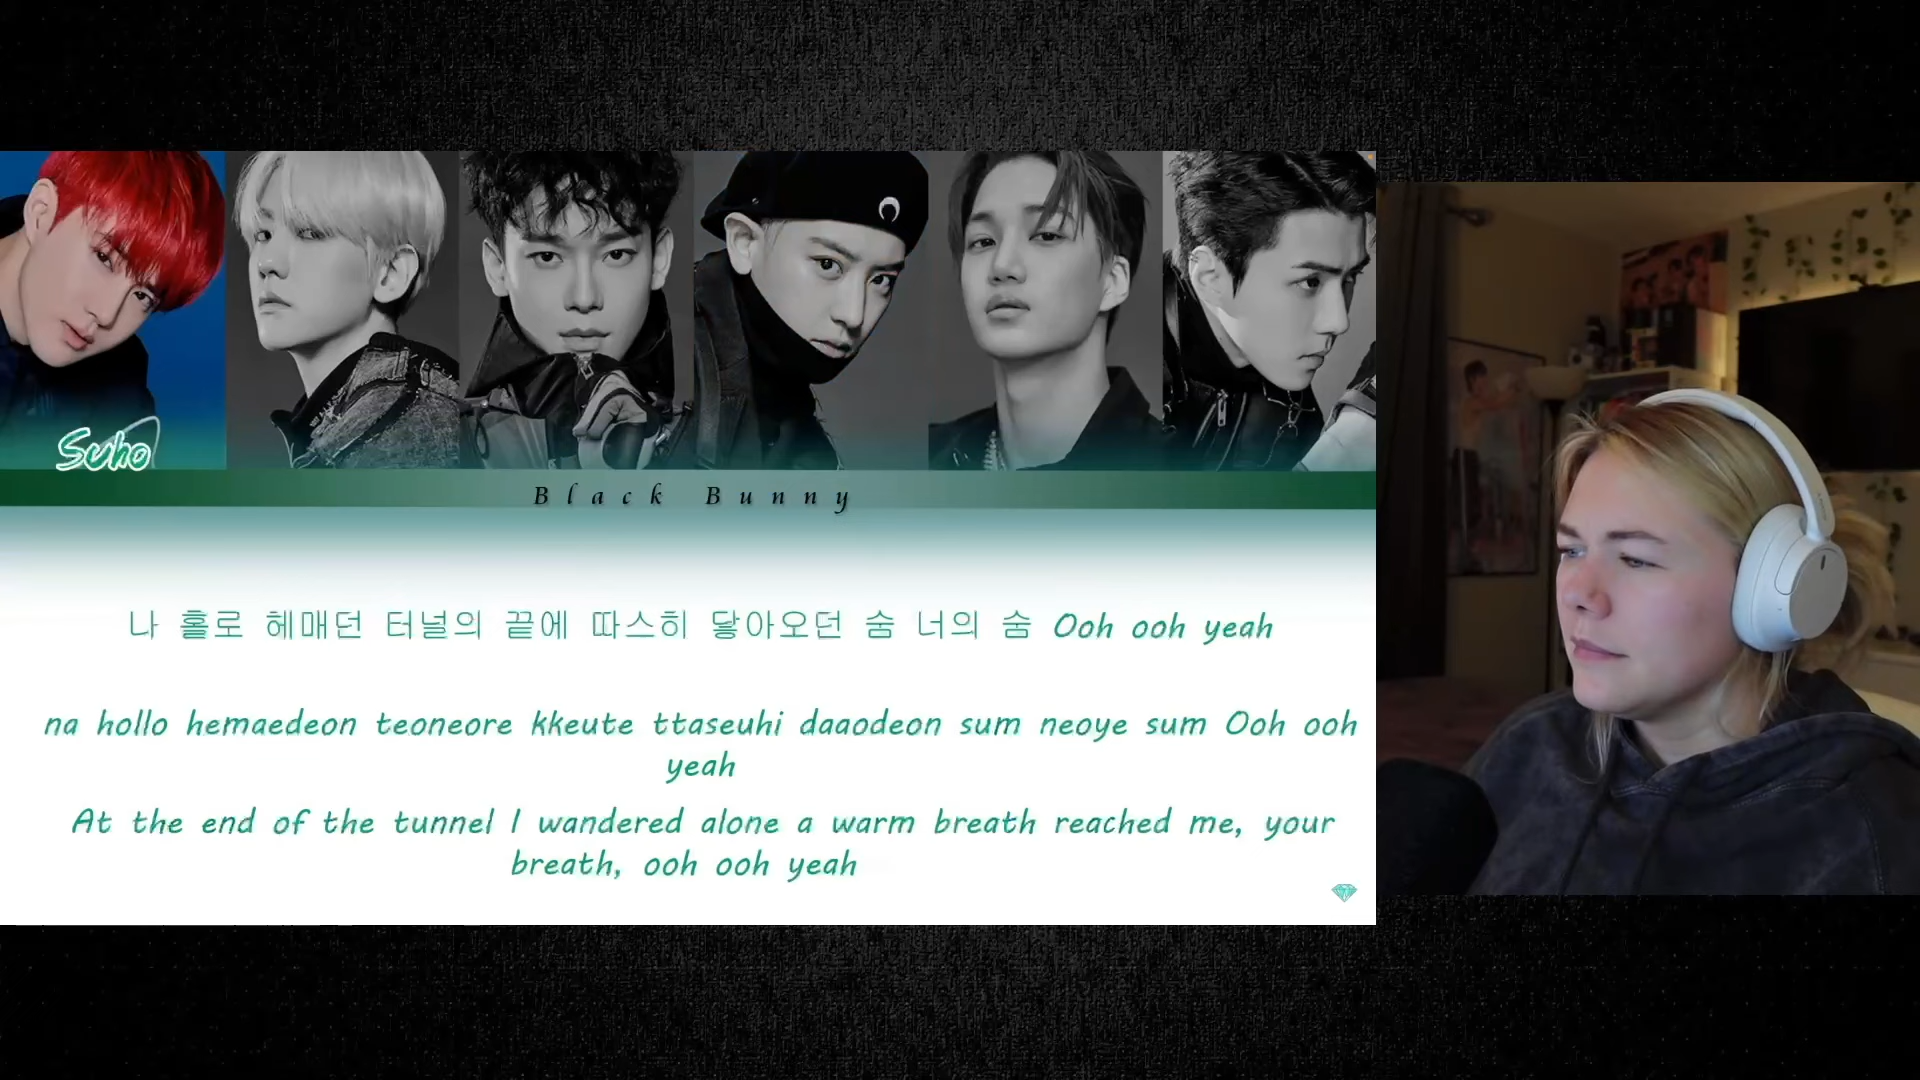 Suho
Black Bunny
나 홀로 헤매던 터널의 끝에 따스히 닿아오던 숨 너의 숨 Ooh ooh yeah
na hollo hemaedeon teoneore kkeute ttaseuhi daaodeon sum neoye sum Ooh ooh
yeah
At the end of the tunnel I wandered alone a warm breath reached me, your
breath, ooh ooh yeah